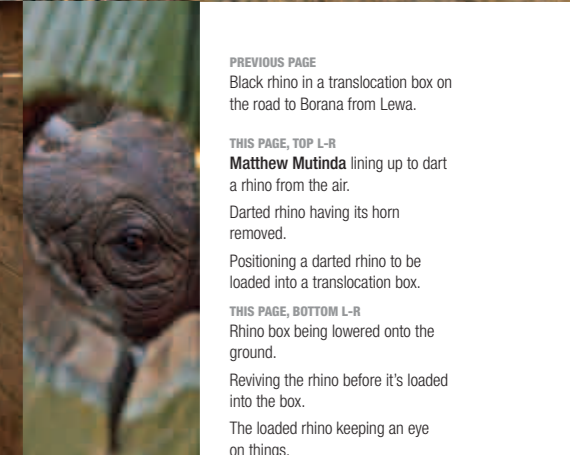 PREVIOUS PAGE
Black rhino in a translocation box on
the road to Borana from Lewa.
THIS PAGE, TOP L-R
Matthew Mutinda lining up to dart
a rhino from the air.
Darted rhino having its horn
removed.
Positioning a darted rhino to be
loaded into a translocation box.
THIS PAGE, BOTTOM L-R
Rhino box being lowered onto the
ground.
Reviving the rhino before it's loaded
into the box.
The loaded rhino keeping an eye
on things.